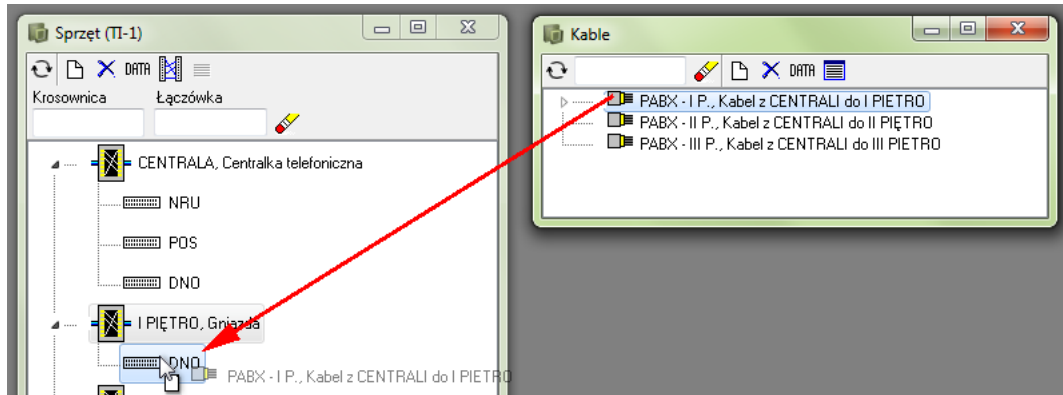 Sprzęt (TI-1)
DATA
Krosownica Łączówka
CENTRALA, Centralka telefoniczna
NRU
POS
DNO
I PIĘTRO, Gniazda
DNO
PABX - I P., Kabel z CENTRALI do I PIETRO
Kable
DATA
PABX - I P., Kabel z CENTRALI do I PIETRO
PABX - II P., Kabel z CENTRALI do II PIĘTRO
PABX - III P., Kabel z CENTRALI do III PIETRO